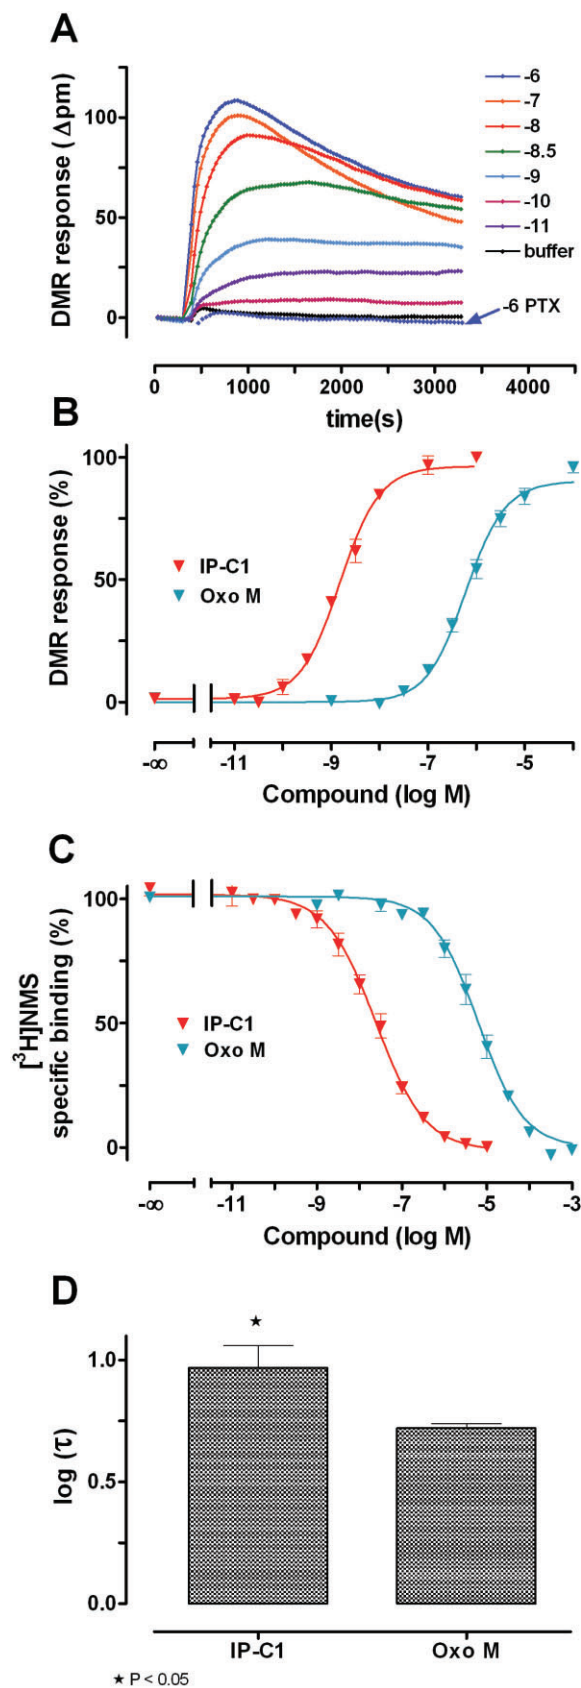 A
DMR response (Δpm)
100
50
0
-6
-7
-8
-8.5
-9
-10
-11
buffer
-6 PTX
0 1000 2000 3000 4000
time(s)
B
DMR response (%)
100
50
0
IP-C1
Oxo M
-∞ -11 -9 -7 -5
Compound (log M)
C
[³H]NMS
specific binding (%)
100
50
0
IP-C1
Oxo M
-∞ -11 -9 -7 -5 -3
Compound (log M)
D
log (τ)
1.0
0.5
0.0
★
IP-C1 Oxo M
★ P < 0.05